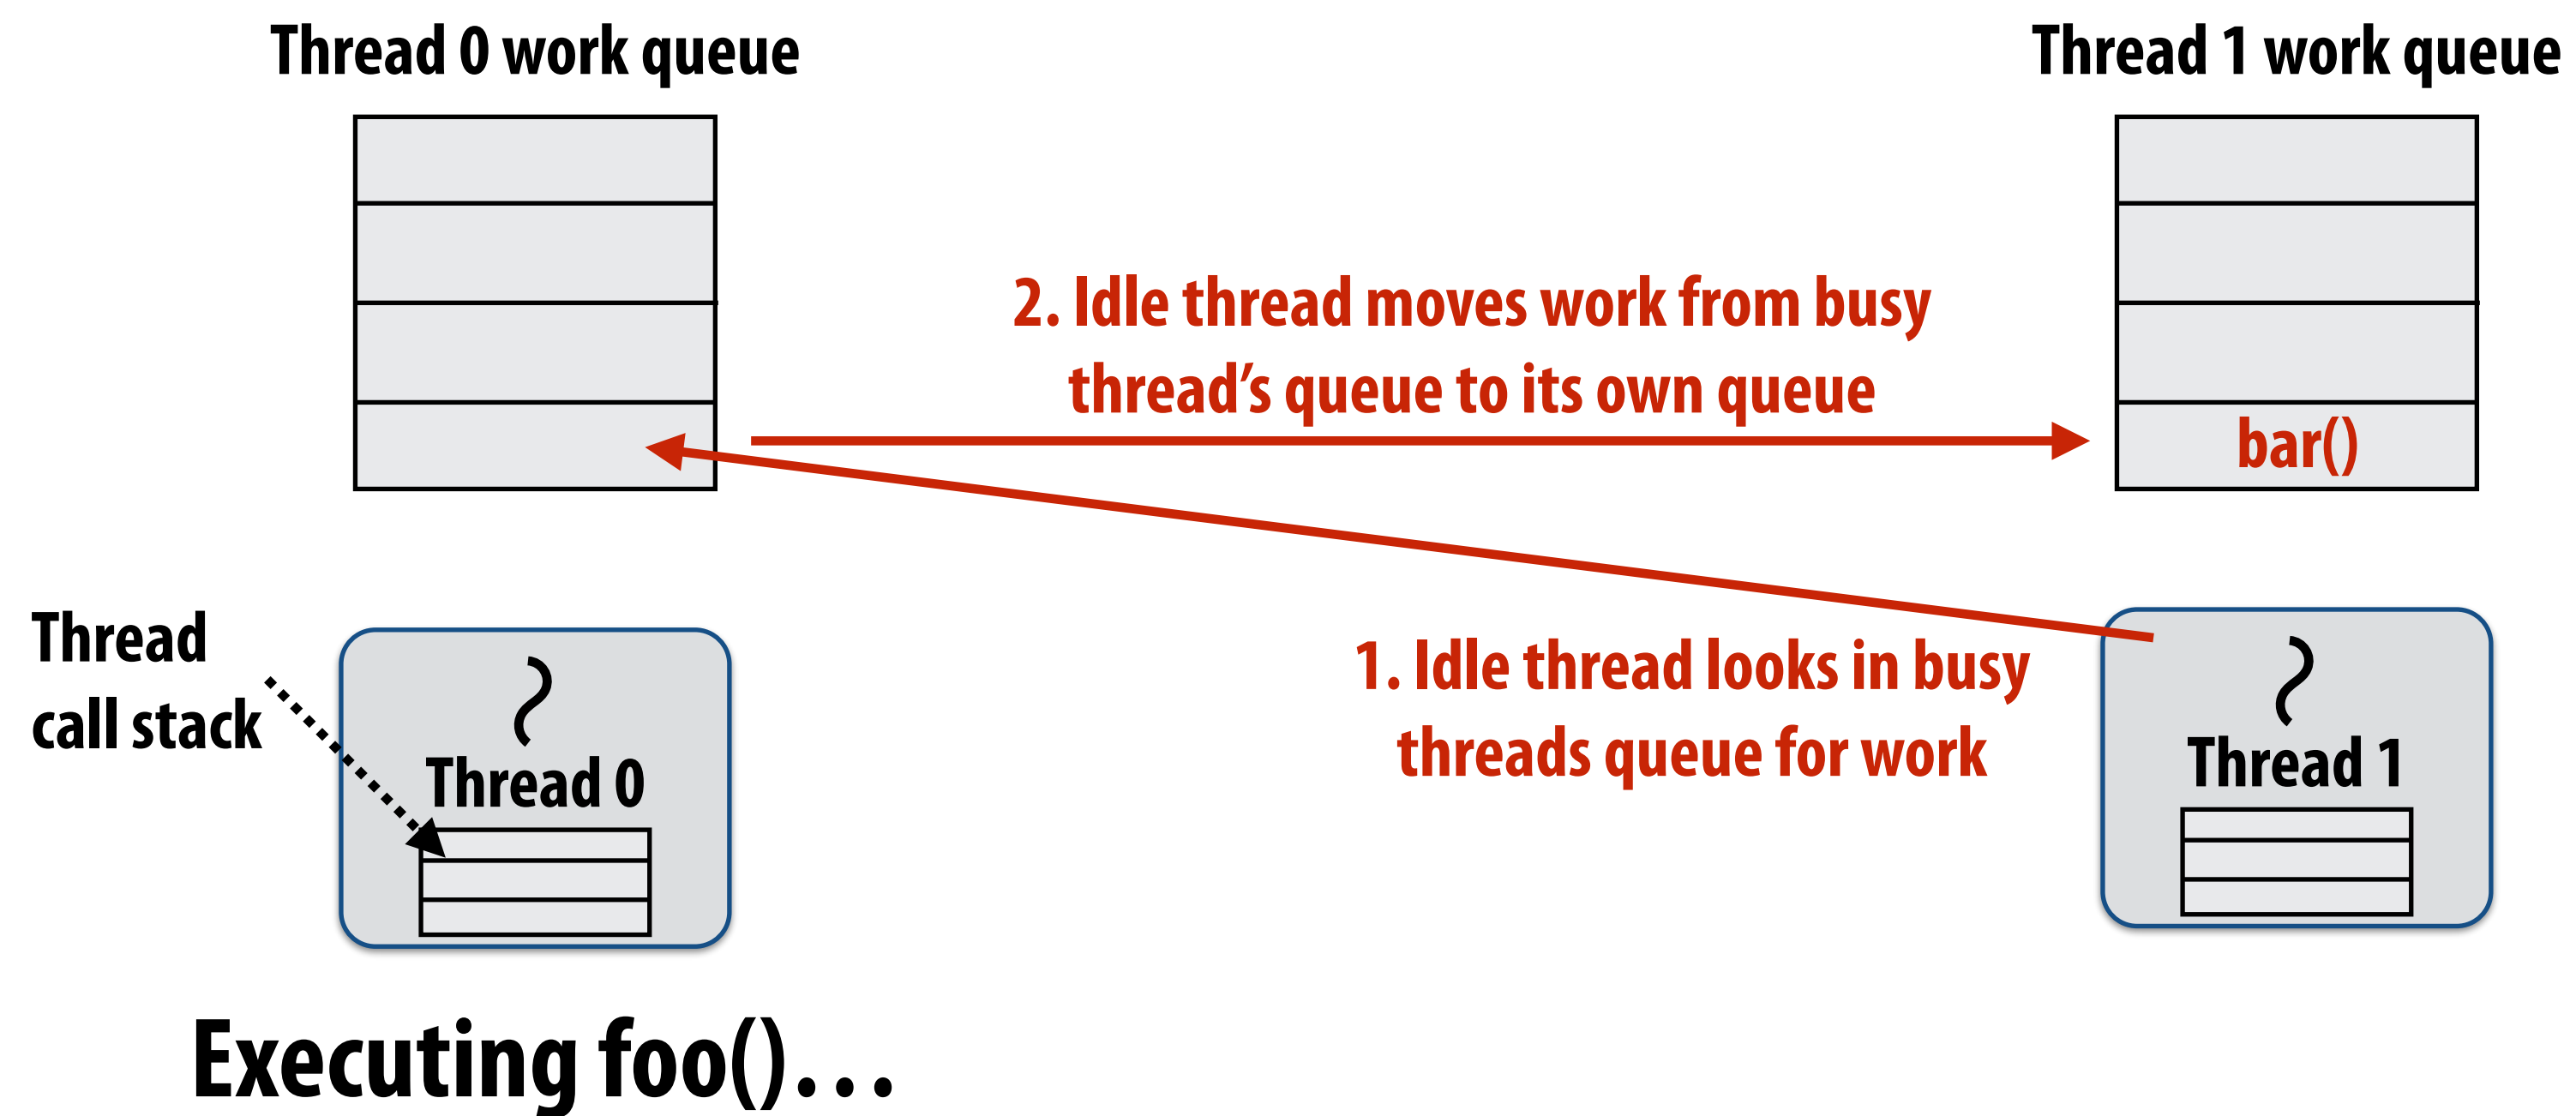 Thread 0 work queue
Thread 1 work queue
2. Idle thread moves work from busy
thread’s queue to its own queue
bar()
Thread
call stack
Thread 0
1. Idle thread looks in busy
threads queue for work
Thread 1
Executing foo()…